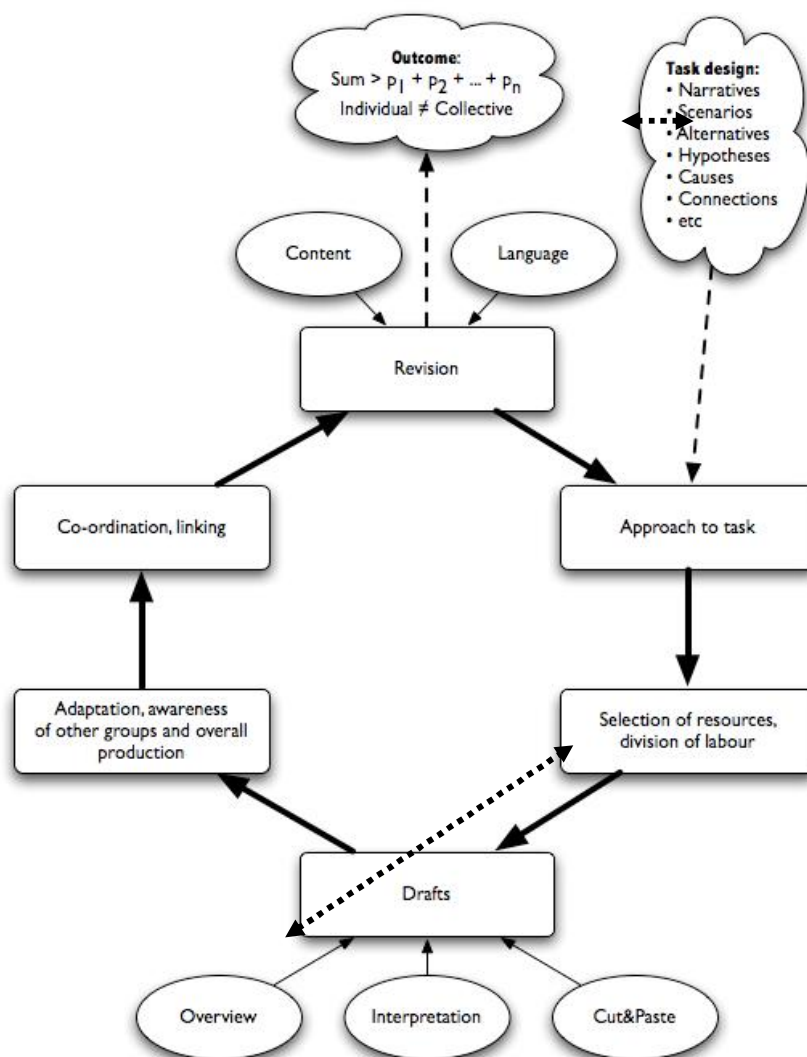 Outcome:
Sum > p1 + p2 + ... + pn
Individual ≠ Collective
Task design:
• Narratives
• Scenarios
• Alternatives
• Hypotheses
• Causes
• Connections
• etc
Content
Language
Revision
Co-ordination, linking
Approach to task
Adaptation, awareness
of other groups and overall
production
Selection of resources,
division of labour
Drafts
Overview
Interpretation
Cut&Paste